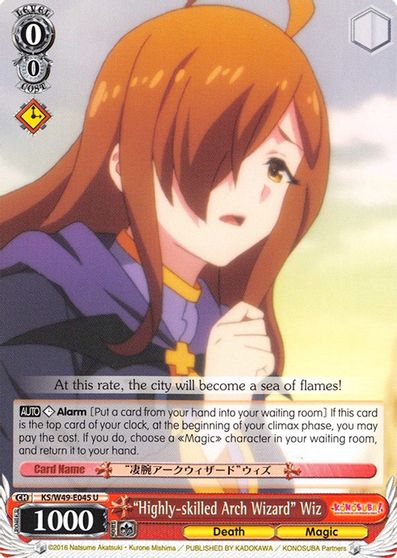 LEVEL
0
0
COST
At this rate, the city will become a sea of flames!
AUTO Alarm [Put a card from your hand into your waiting room] If this card
is the top card of your clock, at the beginning of your climax phase, you may
pay the cost. If you do, choose a «Magic» character in your waiting room,
and return it to your hand.
Card Name "凄腕アークウィザード"ウィズ
CH KS/W49-E045 U
POWER 1000 "Highly-skilled Arch Wizard" Wiz KONOSUBA!
Death Magic
©2016 Natsume Akatsuki・Kurone Mishima / PUBLISHED BY KADOKAWA / KONOSUBA Partners